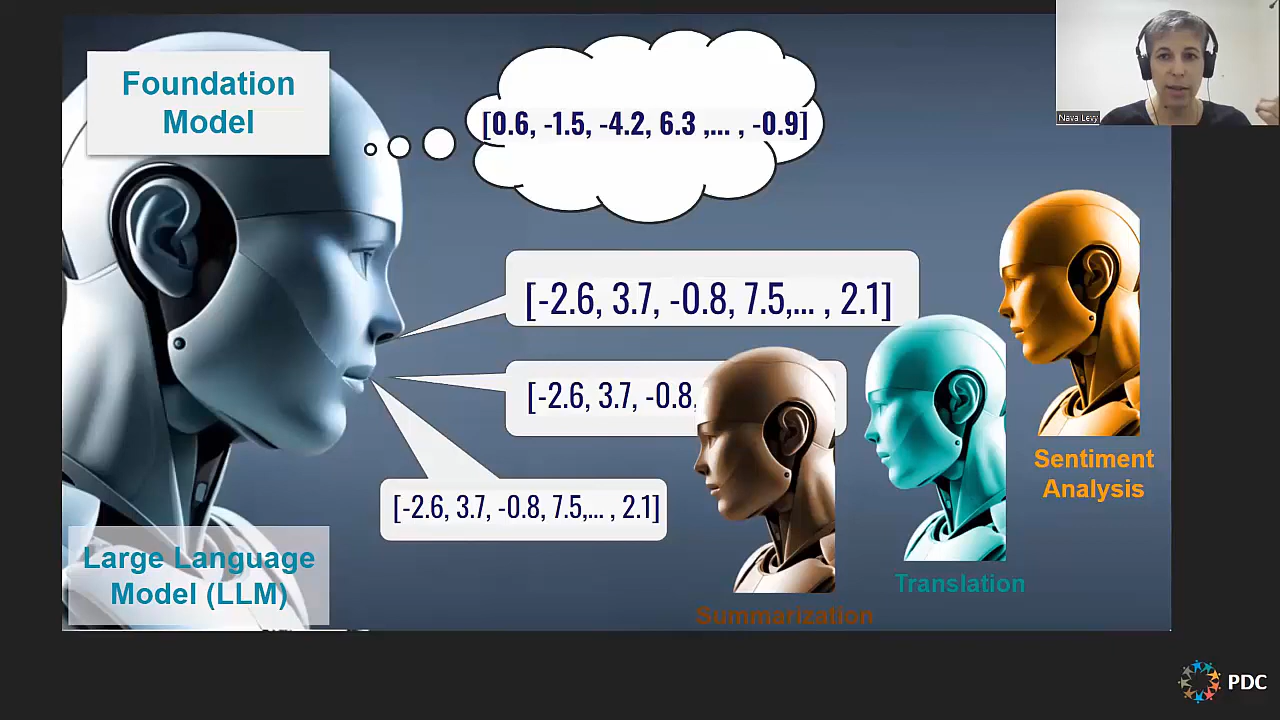 Foundation
Model
[0.6, -1.5, -4.2, 6.3 ,... , -0.9]
Nava Levy
[-2.6, 3.7, -0.8, 7.5,... , 2.1]
[-2.6, 3.7, -0.8,
[-2.6, 3.7, -0.8, 7.5,... , 2.1]
Sentiment
Analysis
Large Language
Model (LLM)
Translation
Summarization
PDC